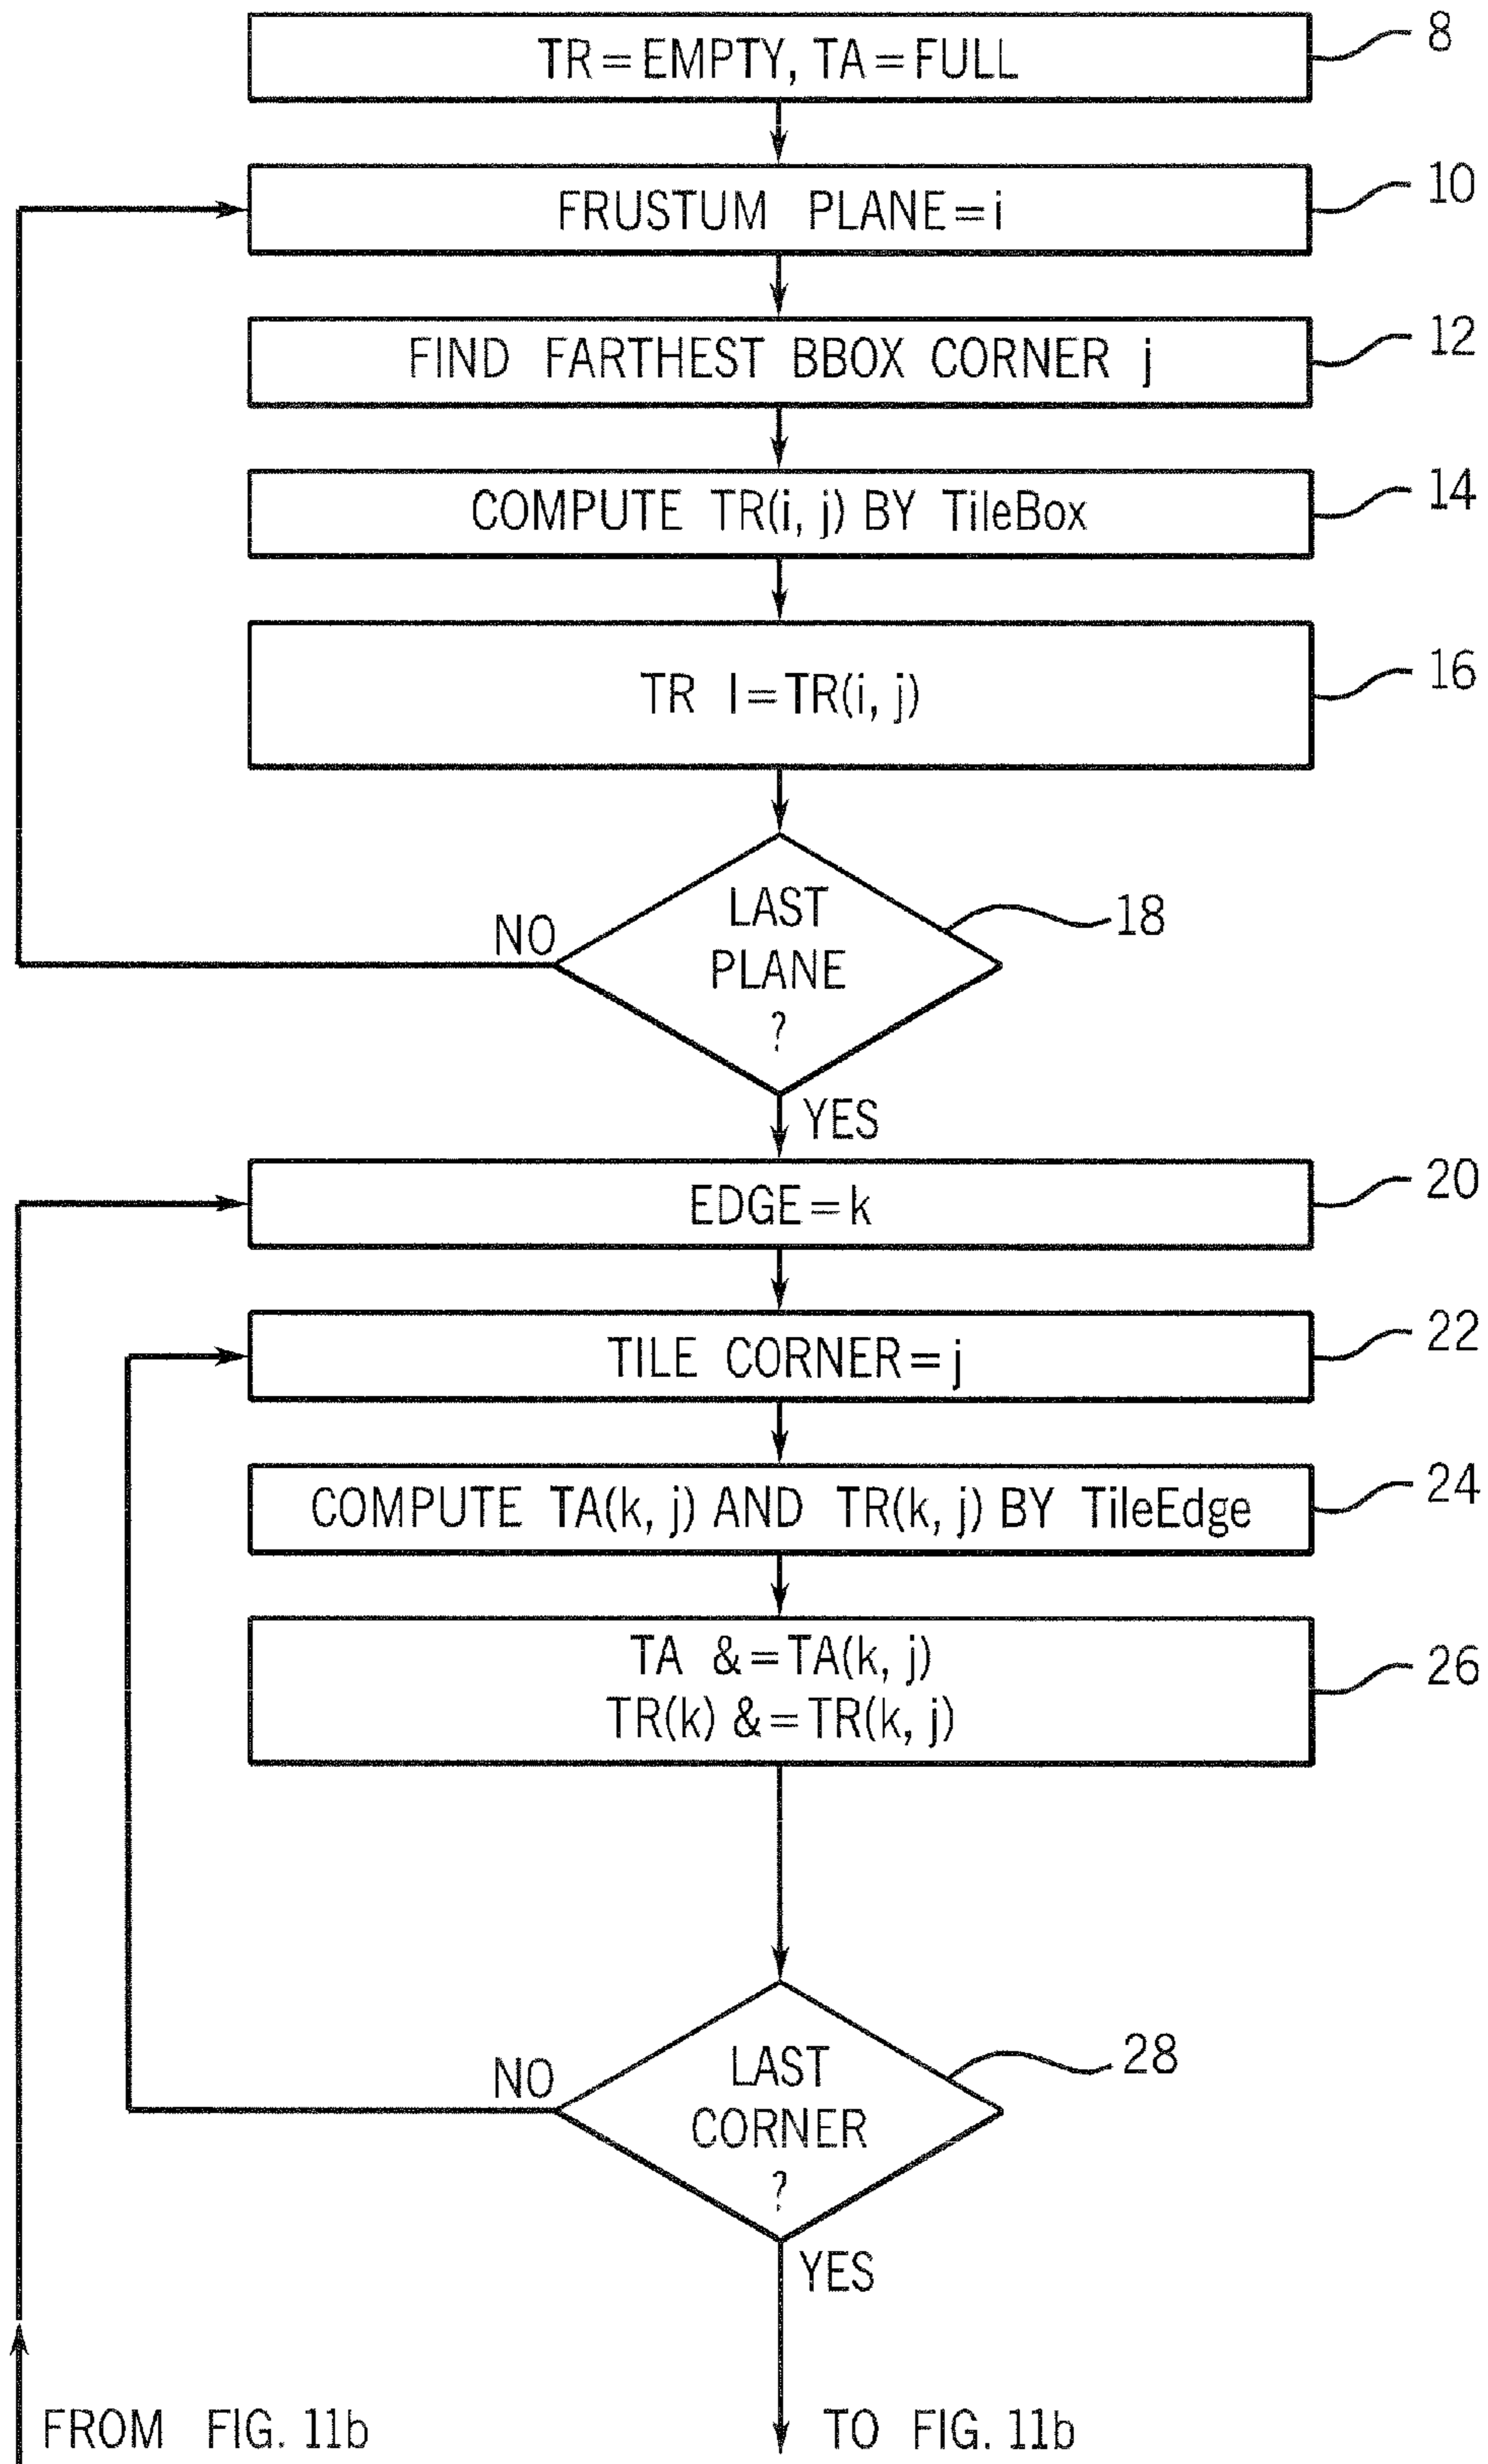 TR=EMPTY, TA=FULL
8
FRUSTUM PLANE=i
10
FIND FARTHEST BBOX CORNER j
12
COMPUTE TR(i, j) BY TileBox
14
TR I=TR(i, j)
16
LAST
PLANE
?
18
NO
YES
EDGE=k
20
TILE CORNER=j
22
COMPUTE TA(k, j) AND TR(k, j) BY TileEdge
24
TA &=TA(k, j)
TR(k) &=TR(k, j)
26
LAST
CORNER
?
28
NO
YES
FROM FIG. 11b
TO FIG. 11b